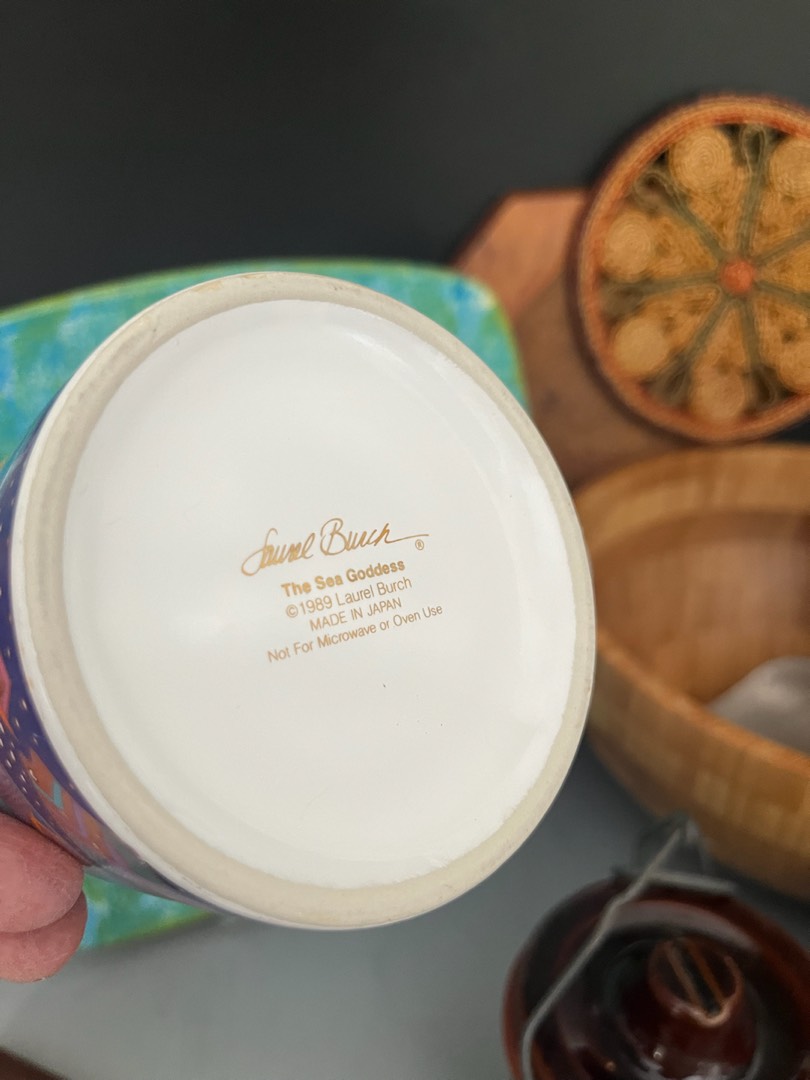 Laurel Burch ®
The Sea Goddess
©1989 Laurel Burch
MADE IN JAPAN
Not For Microwave or Oven Use